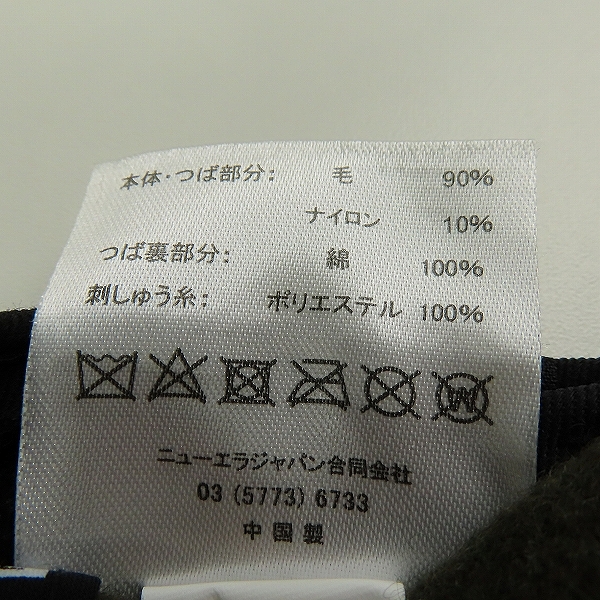 本体・つば部分: 毛 90%
ナイロン 10%
つば裏部分: 綿 100%
刺しゅう糸: ポリエステル 100%
W
ニューエラジャパン合同会社
03 (5773) 6733
中国製